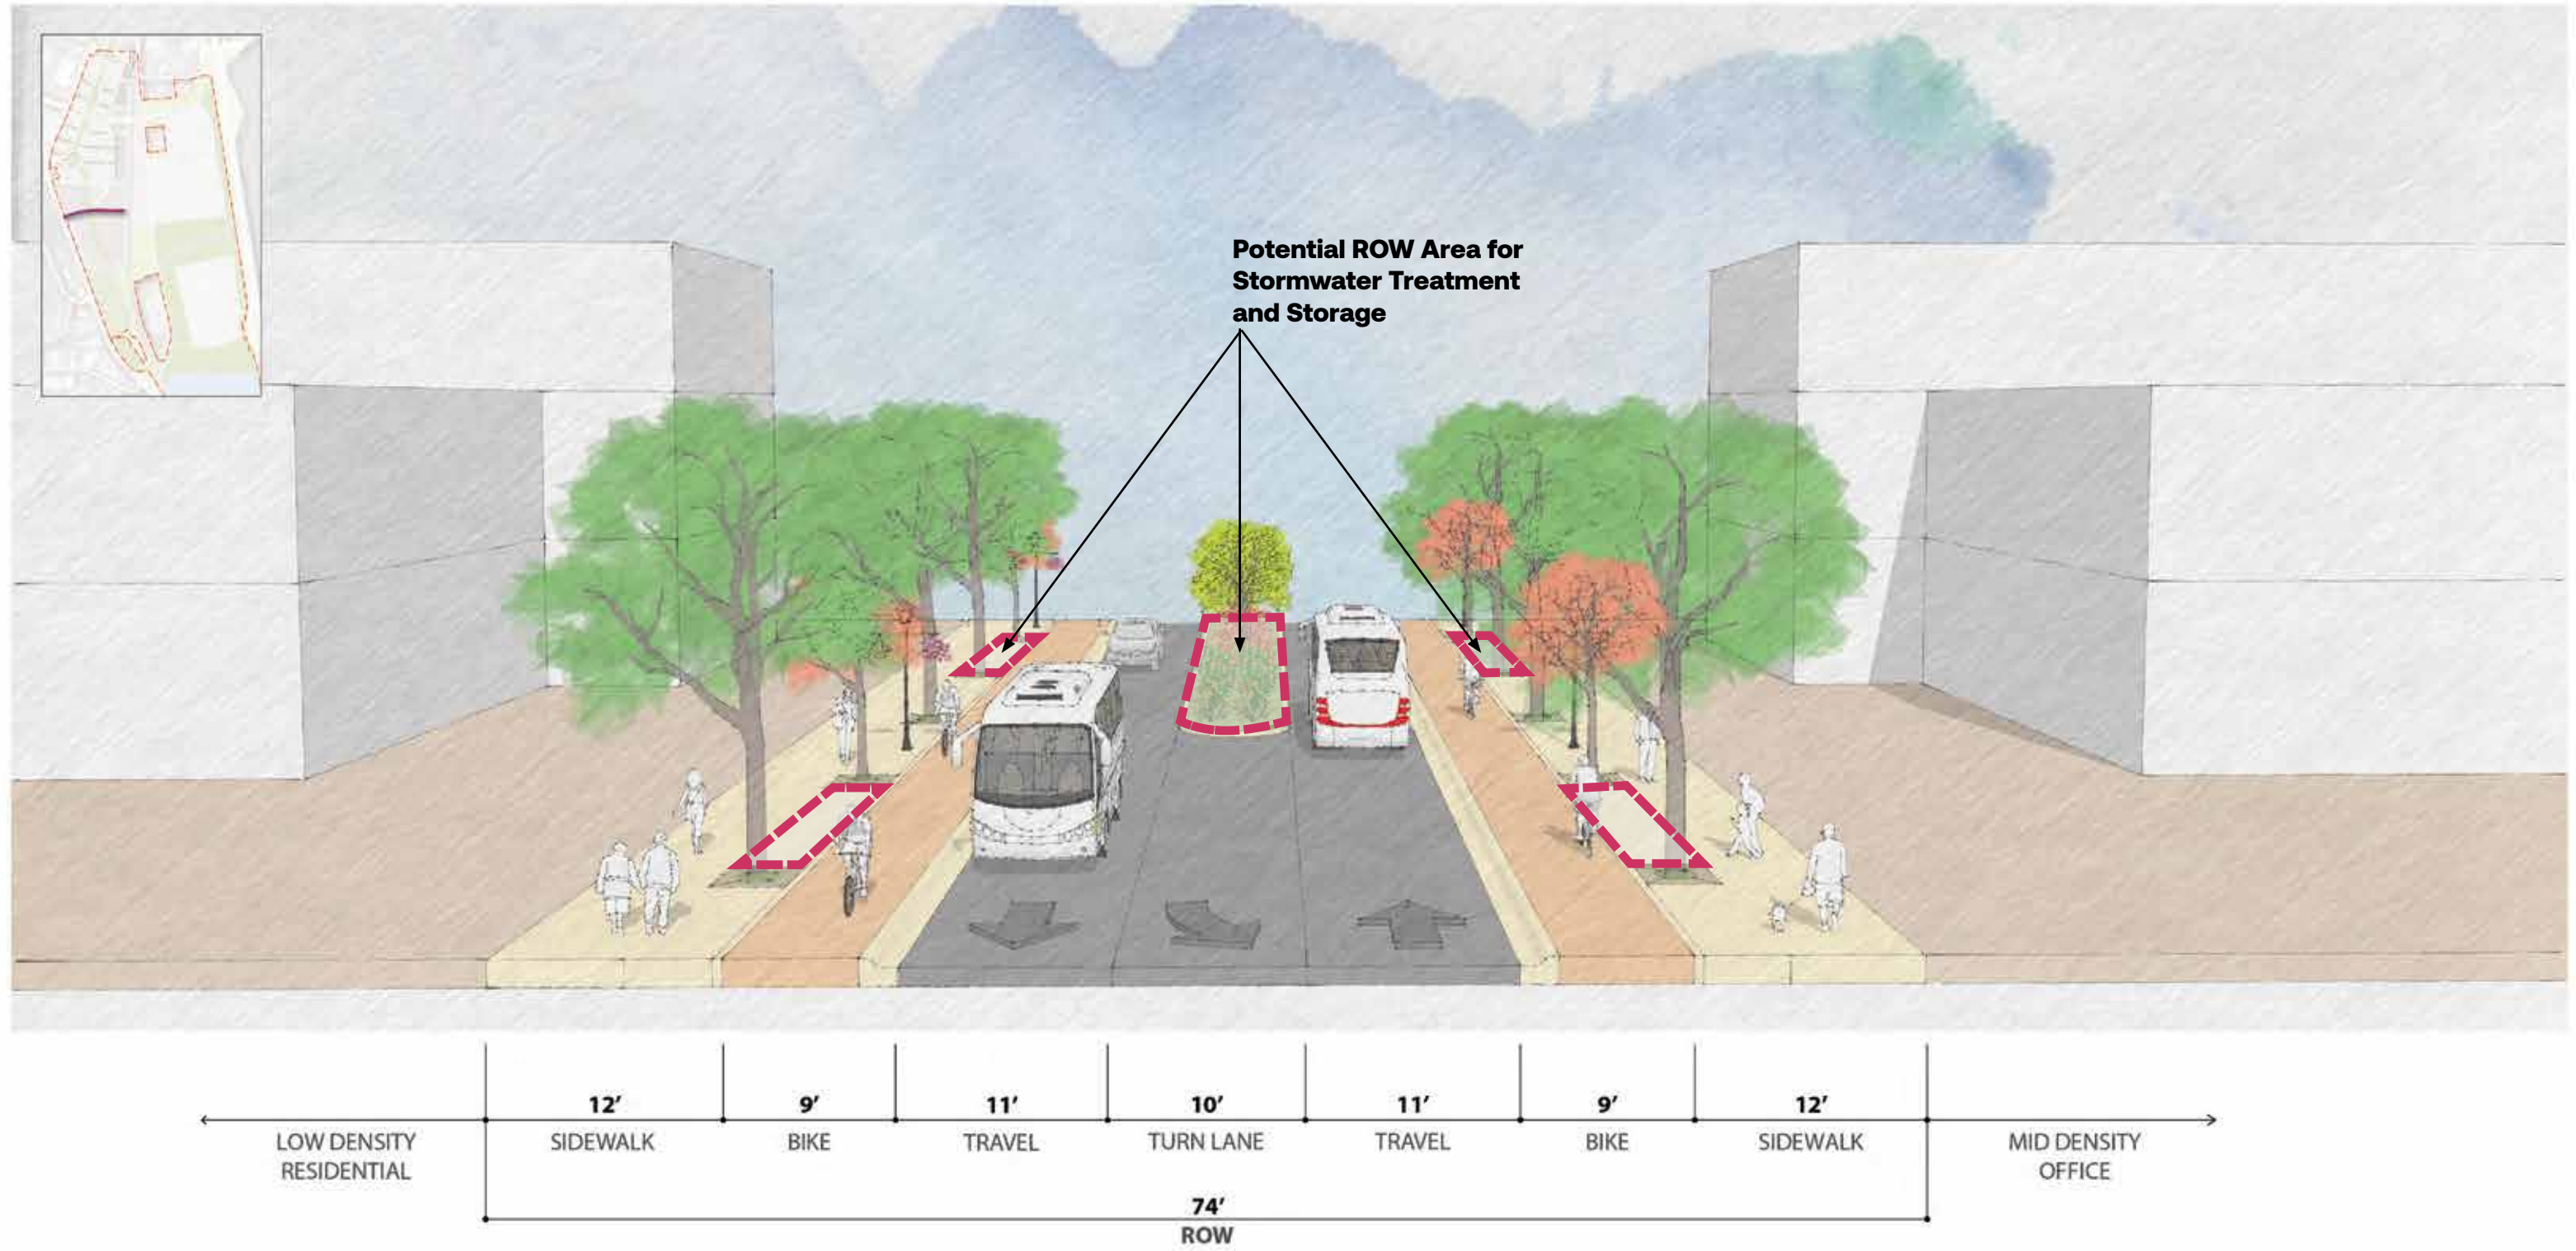 Potential ROW Area for
Stormwater Treatment
and Storage
12′ 9′ 11′ 10′ 11′ 9′ 12′
LOW DENSITY RESIDENTIAL
SIDEWALK BIKE TRAVEL TURN LANE TRAVEL BIKE SIDEWALK
MID DENSITY OFFICE
74′
ROW